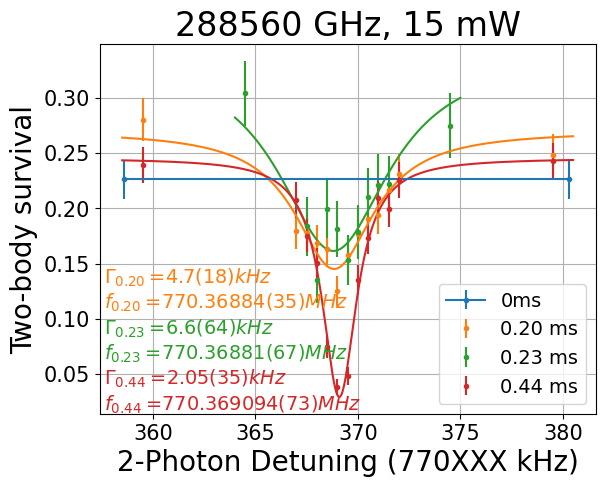 288560 GHz, 15 mW
Two-body survival
0.30
0.25
0.20
0.15
0.10
0.05
Γ0.20 =4.7(18)kHz
f0.20 =770.36884(35)MHz
Γ0.23 =6.6(64)kHz
f0.23 =770.36881(67)MHz
Γ0.44 =2.05(35)kHz
f0.44 =770.369094(73)MHz
0ms
0.20 ms
0.23 ms
0.44 ms
360 365 370 375 380
2-Photon Detuning (770XXX kHz)